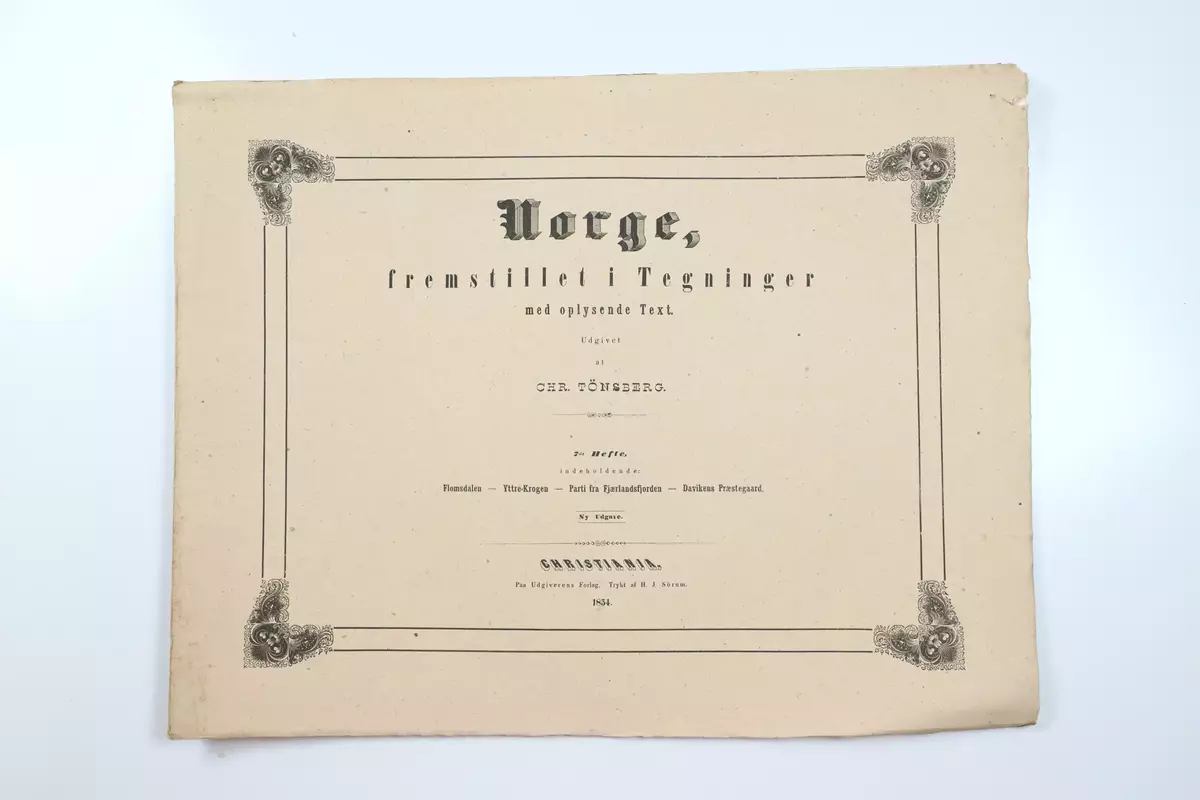 Norge,
fremstillet i Tegninger
med oplysende Text.
Udgivet
af
CHR. TÖNSBERG.
7de Hefte,
indeholdende:
Flomsdalen — Yttre-Krogen — Parti fra Fjærlandsfjorden — Davikens Præstegaard.
Ny Udgave.
CHRISTIANIA.
Paa Udgiverens Forlag. Trykt af H. J. Sörum.
1854.